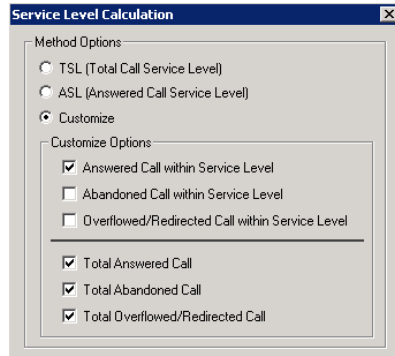 Service Level Calculation
Method Options
TSL (Total Call Service Level)
ASL (Answered Call Service Level)
Customize
Customize Options
Answered Call within Service Level
Abandoned Call within Service Level
Overflowed/Redirected Call within Service Level
Total Answered Call
Total Abandoned Call
Total Overflowed/Redirected Call